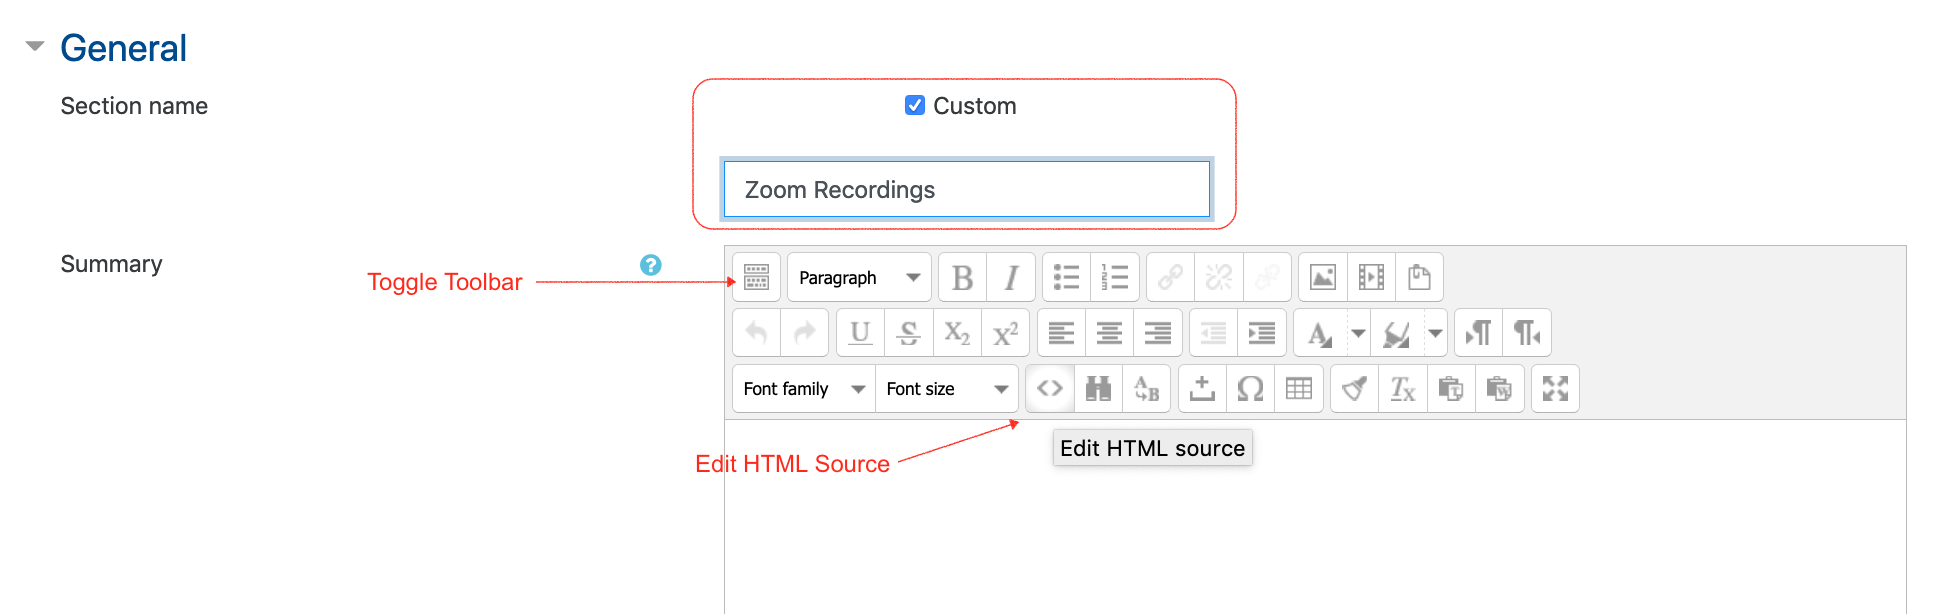 General
Section name
Custom
Zoom Recordings
Summary
Toggle Toolbar
Paragraph
Font family
Font size
Edit HTML Source
Edit HTML source